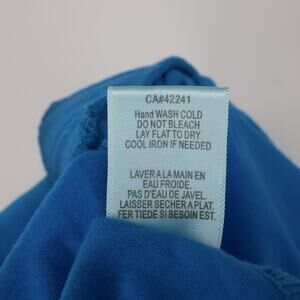 CA#42241
Hand WASH COLD
DO NOT BLEACH
LAY FLAT TO DRY
COOL IRON IF NEEDED
LAVER A LA MAIN EN
EAU FROIDE.
PAS D'EAU DE JAVEL.
LAISSER SECHER A PLAT.
FER TIEDE SI BESOIN EST.